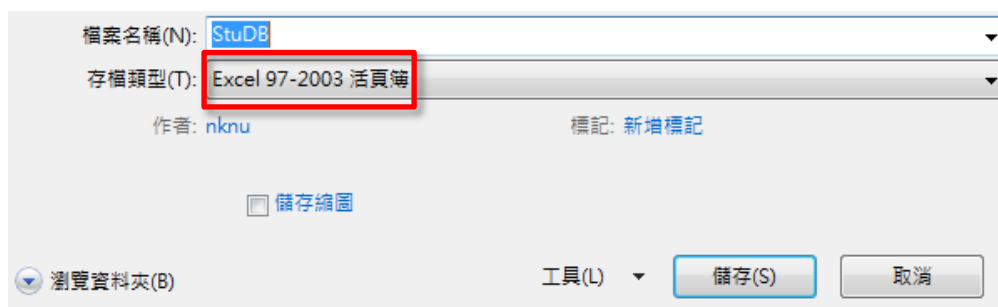 檔案名稱(N): StuDB
存檔類型(T): Excel 97-2003 活頁簿
作者: nknu 標記: 新增標記
儲存縮圖
瀏覽資料夾(B) 工具(L) 儲存(S) 取消